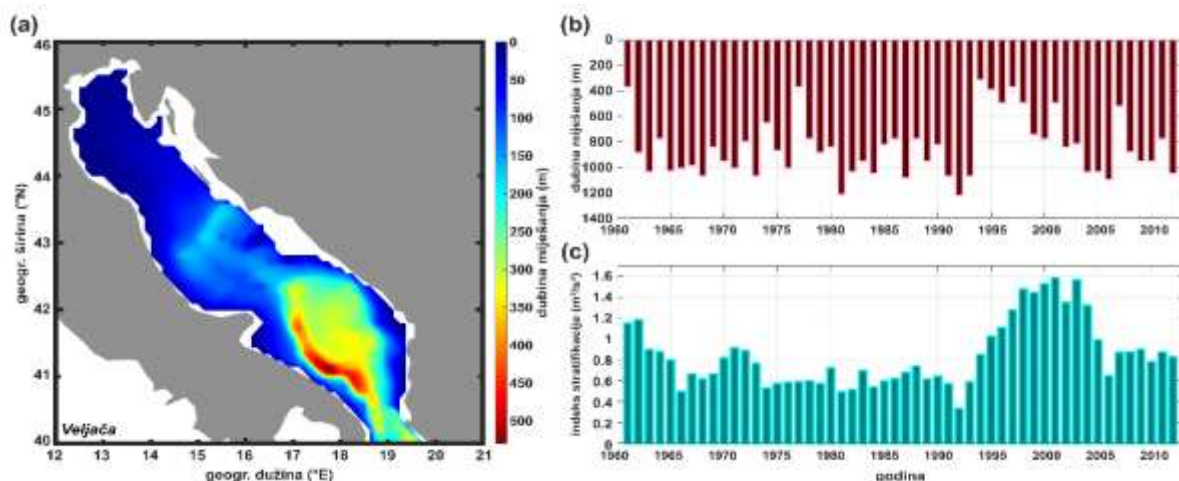 (a)
46
45
44
43
42
41
40
geogr. širina (°N)
Veljača
12 13 14 15 16 17 18 19 20 21
geogr. dužina (°E)
0
50
100
150
200
250
300
350
400
450
500
dubina miješanja (m)
(b)
0
200
400
600
800
1000
1200
1400
dubina miješanja (m)
1960 1965 1970 1975 1980 1985 1990 1995 2000 2005 2010
(c)
1.6
1.4
1.2
1
0.8
0.6
0.4
0.2
0
indeks stratifikacije (m²/s²)
1960 1965 1970 1975 1980 1985 1990 1995 2000 2005 2010
godina